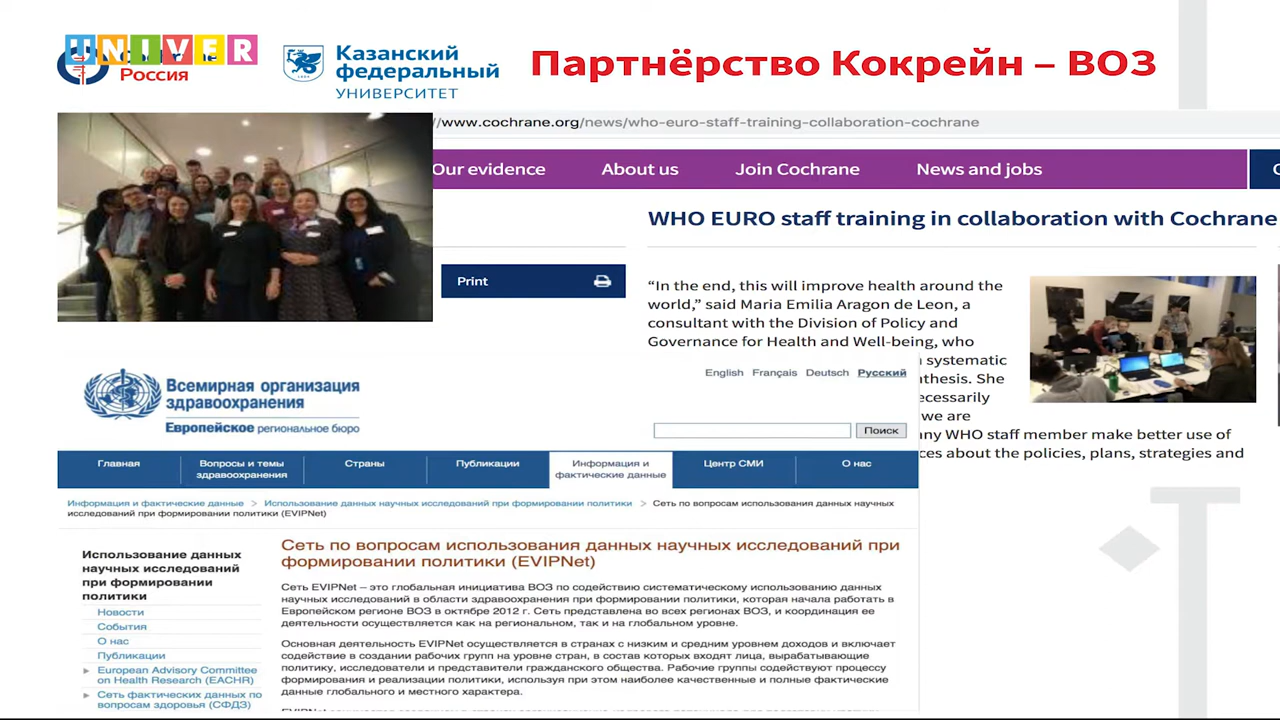 UNIVER
Россия
Казанский
федеральный
УНИВЕРСИТЕТ
Партнёрство Кокрейн – ВОЗ
//www.cochrane.org/news/who-euro-staff-training-collaboration-cochrane
Our evidence
About us
Join Cochrane
News and jobs
WHO EURO staff training in collaboration with Cochrane
Print
“In the end, this will improve health around the
world,” said Maria Emilia Aragon de Leon, a
consultant with the Division of Policy and
Governance for Health and Well-being, who
systematic
we are
WHO staff member make better use of
about the policies, plans, strategies and
Всемирная организация
здравоохранения
Европейское региональное бюро
English Français Deutsch Русский
Поиск
Главная
Вопросы и темы
здравоохранения
Страны
Публикации
Информация и
фактические данные
Центр СМИ
О нас
Информация и фактические данные > Использование данных научных исследований при формировании политики > Сеть по вопросам использования данных научных
исследований при формировании политики (EVIPNet)
Использование данных
научных исследований
при формировании
политики
Новости
События
О нас
Публикации
European Advisory Committee
on Health Research (EACHR)
Сеть фактических данных по
вопросам здоровья (СФДЗ)
Сеть по вопросам использования данных научных исследований при
формировании политики (EVIPNet)
Сеть EVIPNet – это глобальная инициатива ВОЗ по содействию систематическому использованию данных
научных исследований в области здравоохранения при формировании политики, которая начала работать в
Европейском регионе ВОЗ в октябре 2012 г. Сеть представлена во всех регионах ВОЗ, и координация ее
деятельности осуществляется как на региональном, так и на глобальном уровне.
Основная деятельность EVIPNet осуществляется в странах с низким и средним уровнем доходов и включает
содействие в создании рабочих групп на уровне стран, в состав которых входят лица, вырабатывающие
политику, исследователи и представители гражданского общества. Рабочие группы содействуют процессу
формирования и реализации политики, используя при этом наиболее качественные и полные фактические
данные глобального и местного характера.